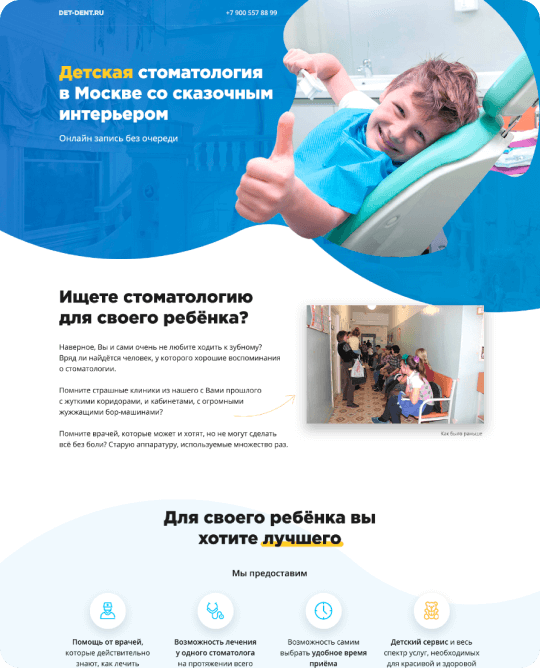 DET-DENT.RU
+7 900 557 88 99
Детская стоматология
в Москве со сказочным
интерьером
Онлайн запись без очереди
Ищете стоматологию
для своего ребёнка?
Наверное, Вы и сами очень не любите ходить к зубному?
Вряд ли найдётся человек, у которого хорошие воспоминания
о стоматологии.
Помните страшные клиники из нашего с Вами прошлого
с жуткими коридорами, и кабинетами, с огромными
жужжащими бор-машинами?
Помните врачей, которые может и хотят, но не могут сделать
всё без боли? Старую аппаратуру, используемые множество раз.
Как было раньше
Для своего ребёнка вы
хотите лучшего
Мы предоставим
Помощь от врачей,
которые действительно
знают, как лечить
Возможность лечения
у одного стоматолога
на протяжении всего
Возможность самим
выбрать удобное время
приёма
Детский сервис и весь
спектр услуг, необходимых
для красивой и здоровой